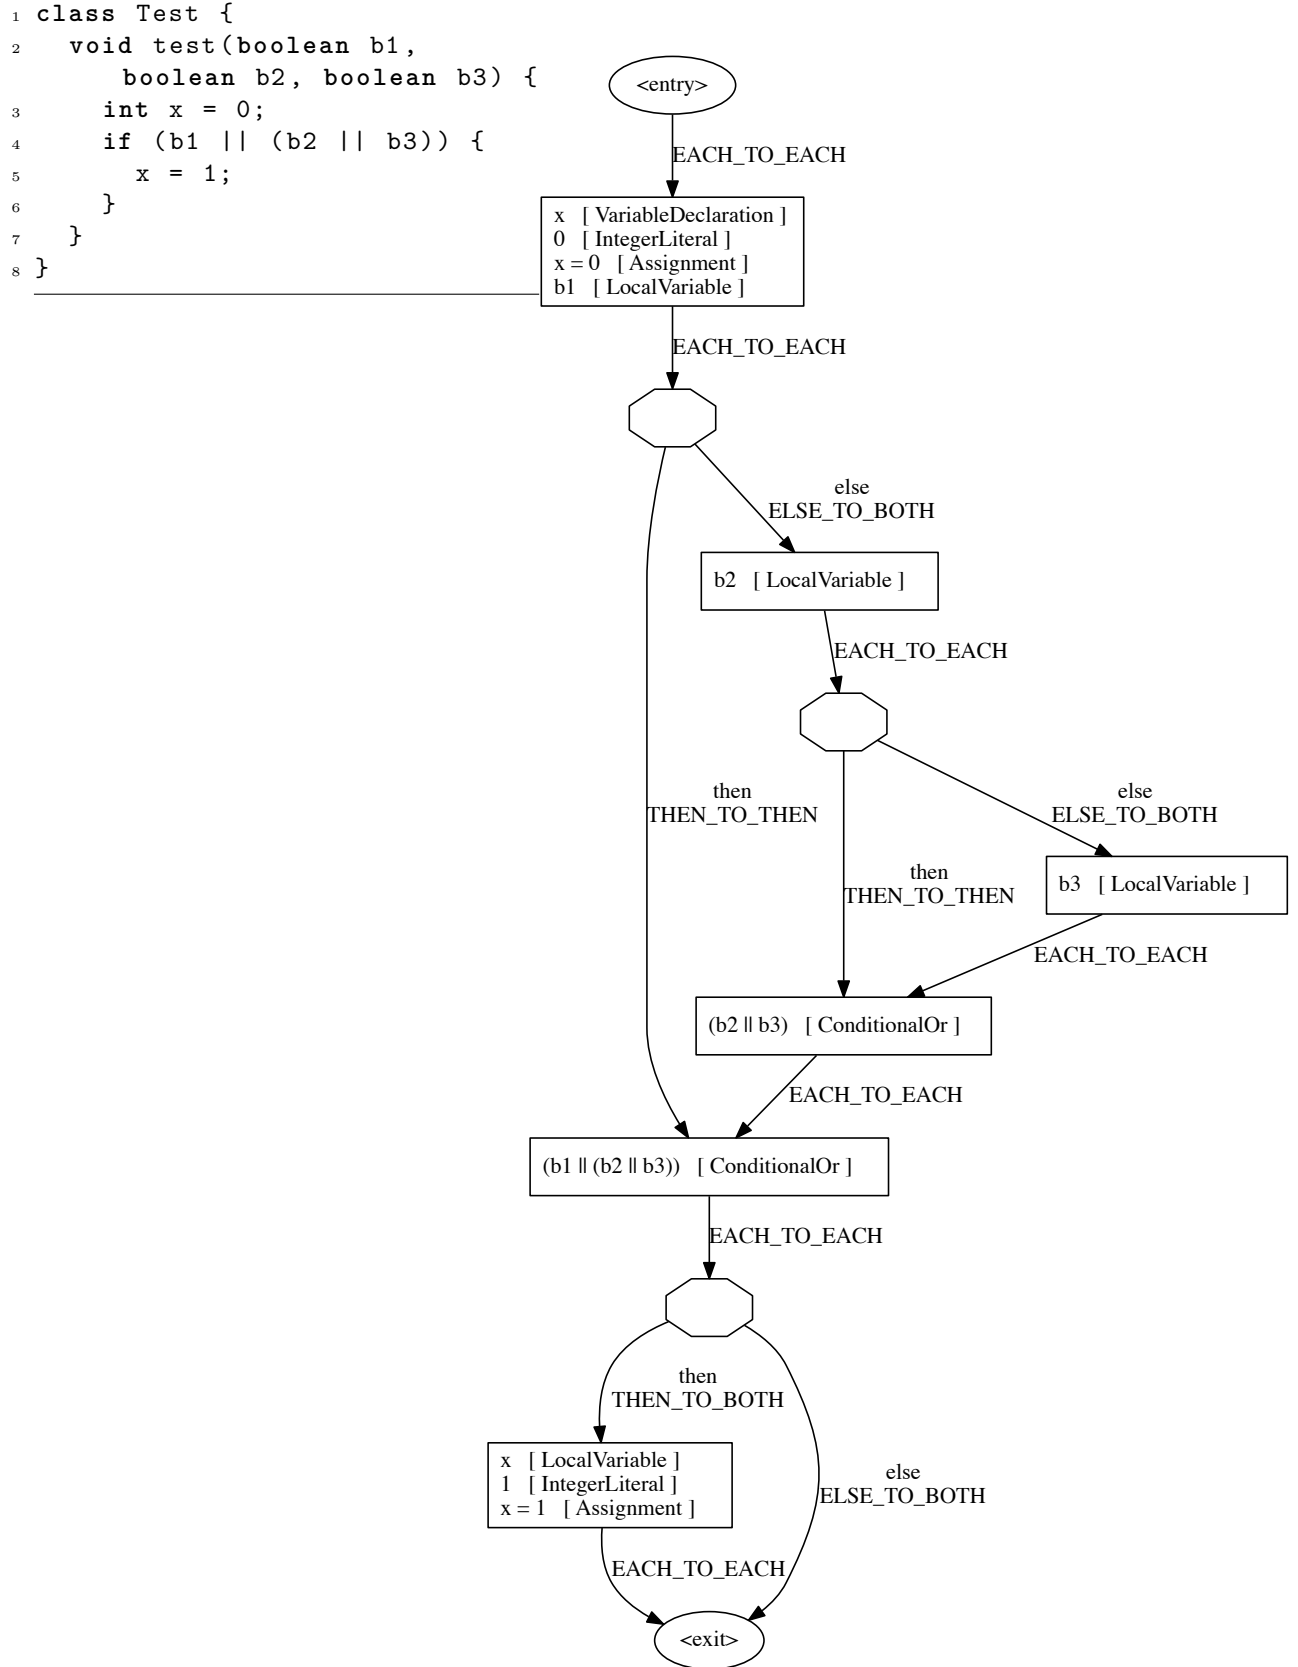 1 class Test {
2 void test(boolean b1,
boolean b2, boolean b3) {
3 int x = 0;
4 if (b1 || (b2 || b3)) {
5 x = 1;
6 }
7 }
8 }
<entry>
EACH_TO_EACH
x [ VariableDeclaration ]
0 [ IntegerLiteral ]
x = 0 [ Assignment ]
b1 [ LocalVariable ]
EACH_TO_EACH
else
ELSE_TO_BOTH
b2 [ LocalVariable ]
EACH_TO_EACH
then
THEN_TO_THEN
else
ELSE_TO_BOTH
then
THEN_TO_THEN
b3 [ LocalVariable ]
EACH_TO_EACH
(b2 || b3) [ ConditionalOr ]
EACH_TO_EACH
(b1 || (b2 || b3)) [ ConditionalOr ]
EACH_TO_EACH
then
THEN_TO_BOTH
x [ LocalVariable ]
1 [ IntegerLiteral ]
x = 1 [ Assignment ]
else
ELSE_TO_BOTH
EACH_TO_EACH
<exit>